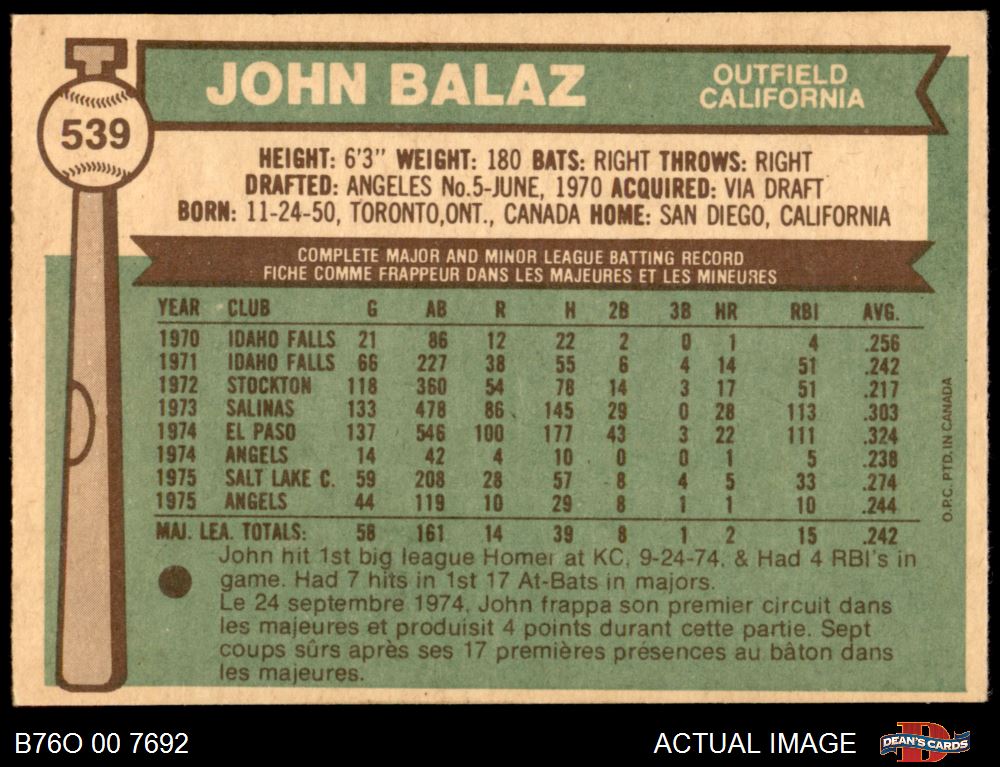 JOHN BALAZ
OUTFIELD
CALIFORNIA
539
HEIGHT: 6'3" WEIGHT: 180 BATS: RIGHT THROWS: RIGHT
DRAFTED: ANGELES No.5-JUNE, 1970 ACQUIRED: VIA DRAFT
BORN: 11-24-50, TORONTO,ONT., CANADA HOME: SAN DIEGO, CALIFORNIA
COMPLETE MAJOR AND MINOR LEAGUE BATTING RECORD
FICHE COMME FRAPPEUR DANS LES MAJEURES ET LES MINEURES
YEAR CLUB G AB R H 2B 3B HR RBI AVG.
1970 IDAHO FALLS 21 86 12 22 2 0 1 4 .256
1971 IDAHO FALLS 66 227 38 55 6 4 14 51 .242
1972 STOCKTON 118 360 54 78 14 3 17 51 .217
1973 SALINAS 133 478 86 145 29 0 28 113 .303
1974 EL PASO 137 546 100 177 43 3 22 111 .324
1974 ANGELS 14 42 4 10 0 0 1 5 .238
1975 SALT LAKE C. 59 208 28 57 8 4 5 33 .274
1975 ANGELS 44 119 10 29 8 1 1 10 .244
MAJ. LEA. TOTALS: 58 161 14 39 8 1 2 15 .242
John hit 1st big league Homer at KC, 9-24-74, & Had 4 RBI's in
game. Had 7 hits in 1st 17 At-Bats in majors.
Le 24 septembre 1974, John frappa son premier circuit dans
les majeures et produisit 4 points durant cette partie. Sept
coups sûrs après ses 17 premières présences au bâton dans
les majeures.
O.P.C. PTD. IN CANADA
B76O 00 7692
ACTUAL IMAGE
D
DEAN'S CARDS